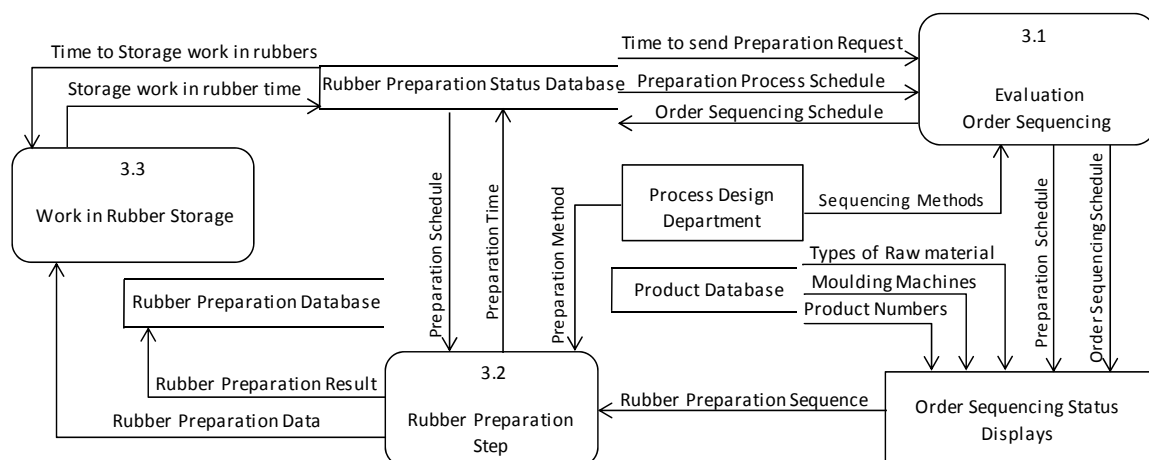 Time to Storage work in rubbers
Storage work in rubber time
Rubber Preparation Status Database
Time to send Preparation Request
Preparation Process Schedule
Order Sequencing Schedule
3.1
Evaluation
Order Sequencing
3.3
Work in Rubber Storage
Preparation Schedule
Preparation Time
Preparation Method
Process Design
Department
Sequencing Methods
Preparation Schedule
Order SequencingSchedule
Rubber Preparation Database
Product Database
Types of Raw material
Moulding Machines
Product Numbers
Rubber Preparation Result
Rubber Preparation Data
3.2
Rubber Preparation
Step
Rubber Preparation Sequence
Order Sequencing Status
Displays